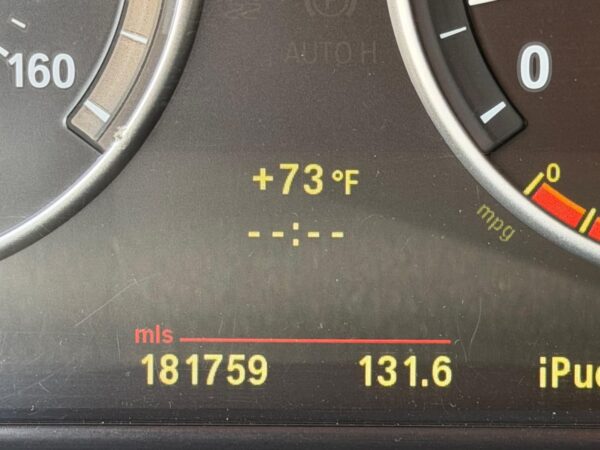 160
AUTO H
0
+73 °F
--:--
0
mpg
mls
181759 131.6 iPu